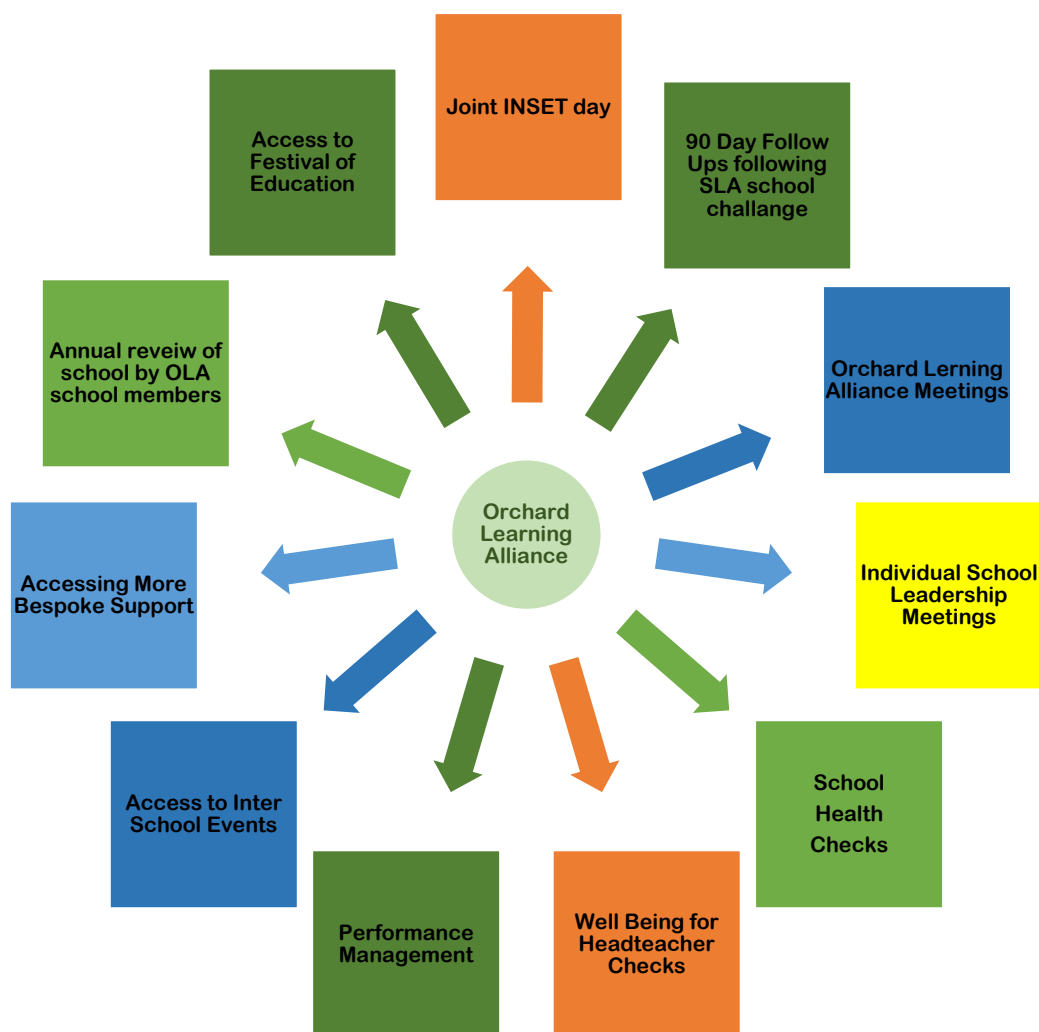 Joint INSET day
90 Day Follow
Ups following
SLA school
challange
Orchard Lerning
Alliance Meetings
Individual School
Leadership
Meetings
School
Health
Checks
Well Being for
Headteacher
Checks
Performance
Management
Access to Inter
School Events
Accessing More
Bespoke Support
Annual reveiw of
school by OLA
school members
Access to
Festival of
Education
Orchard
Learning
Alliance